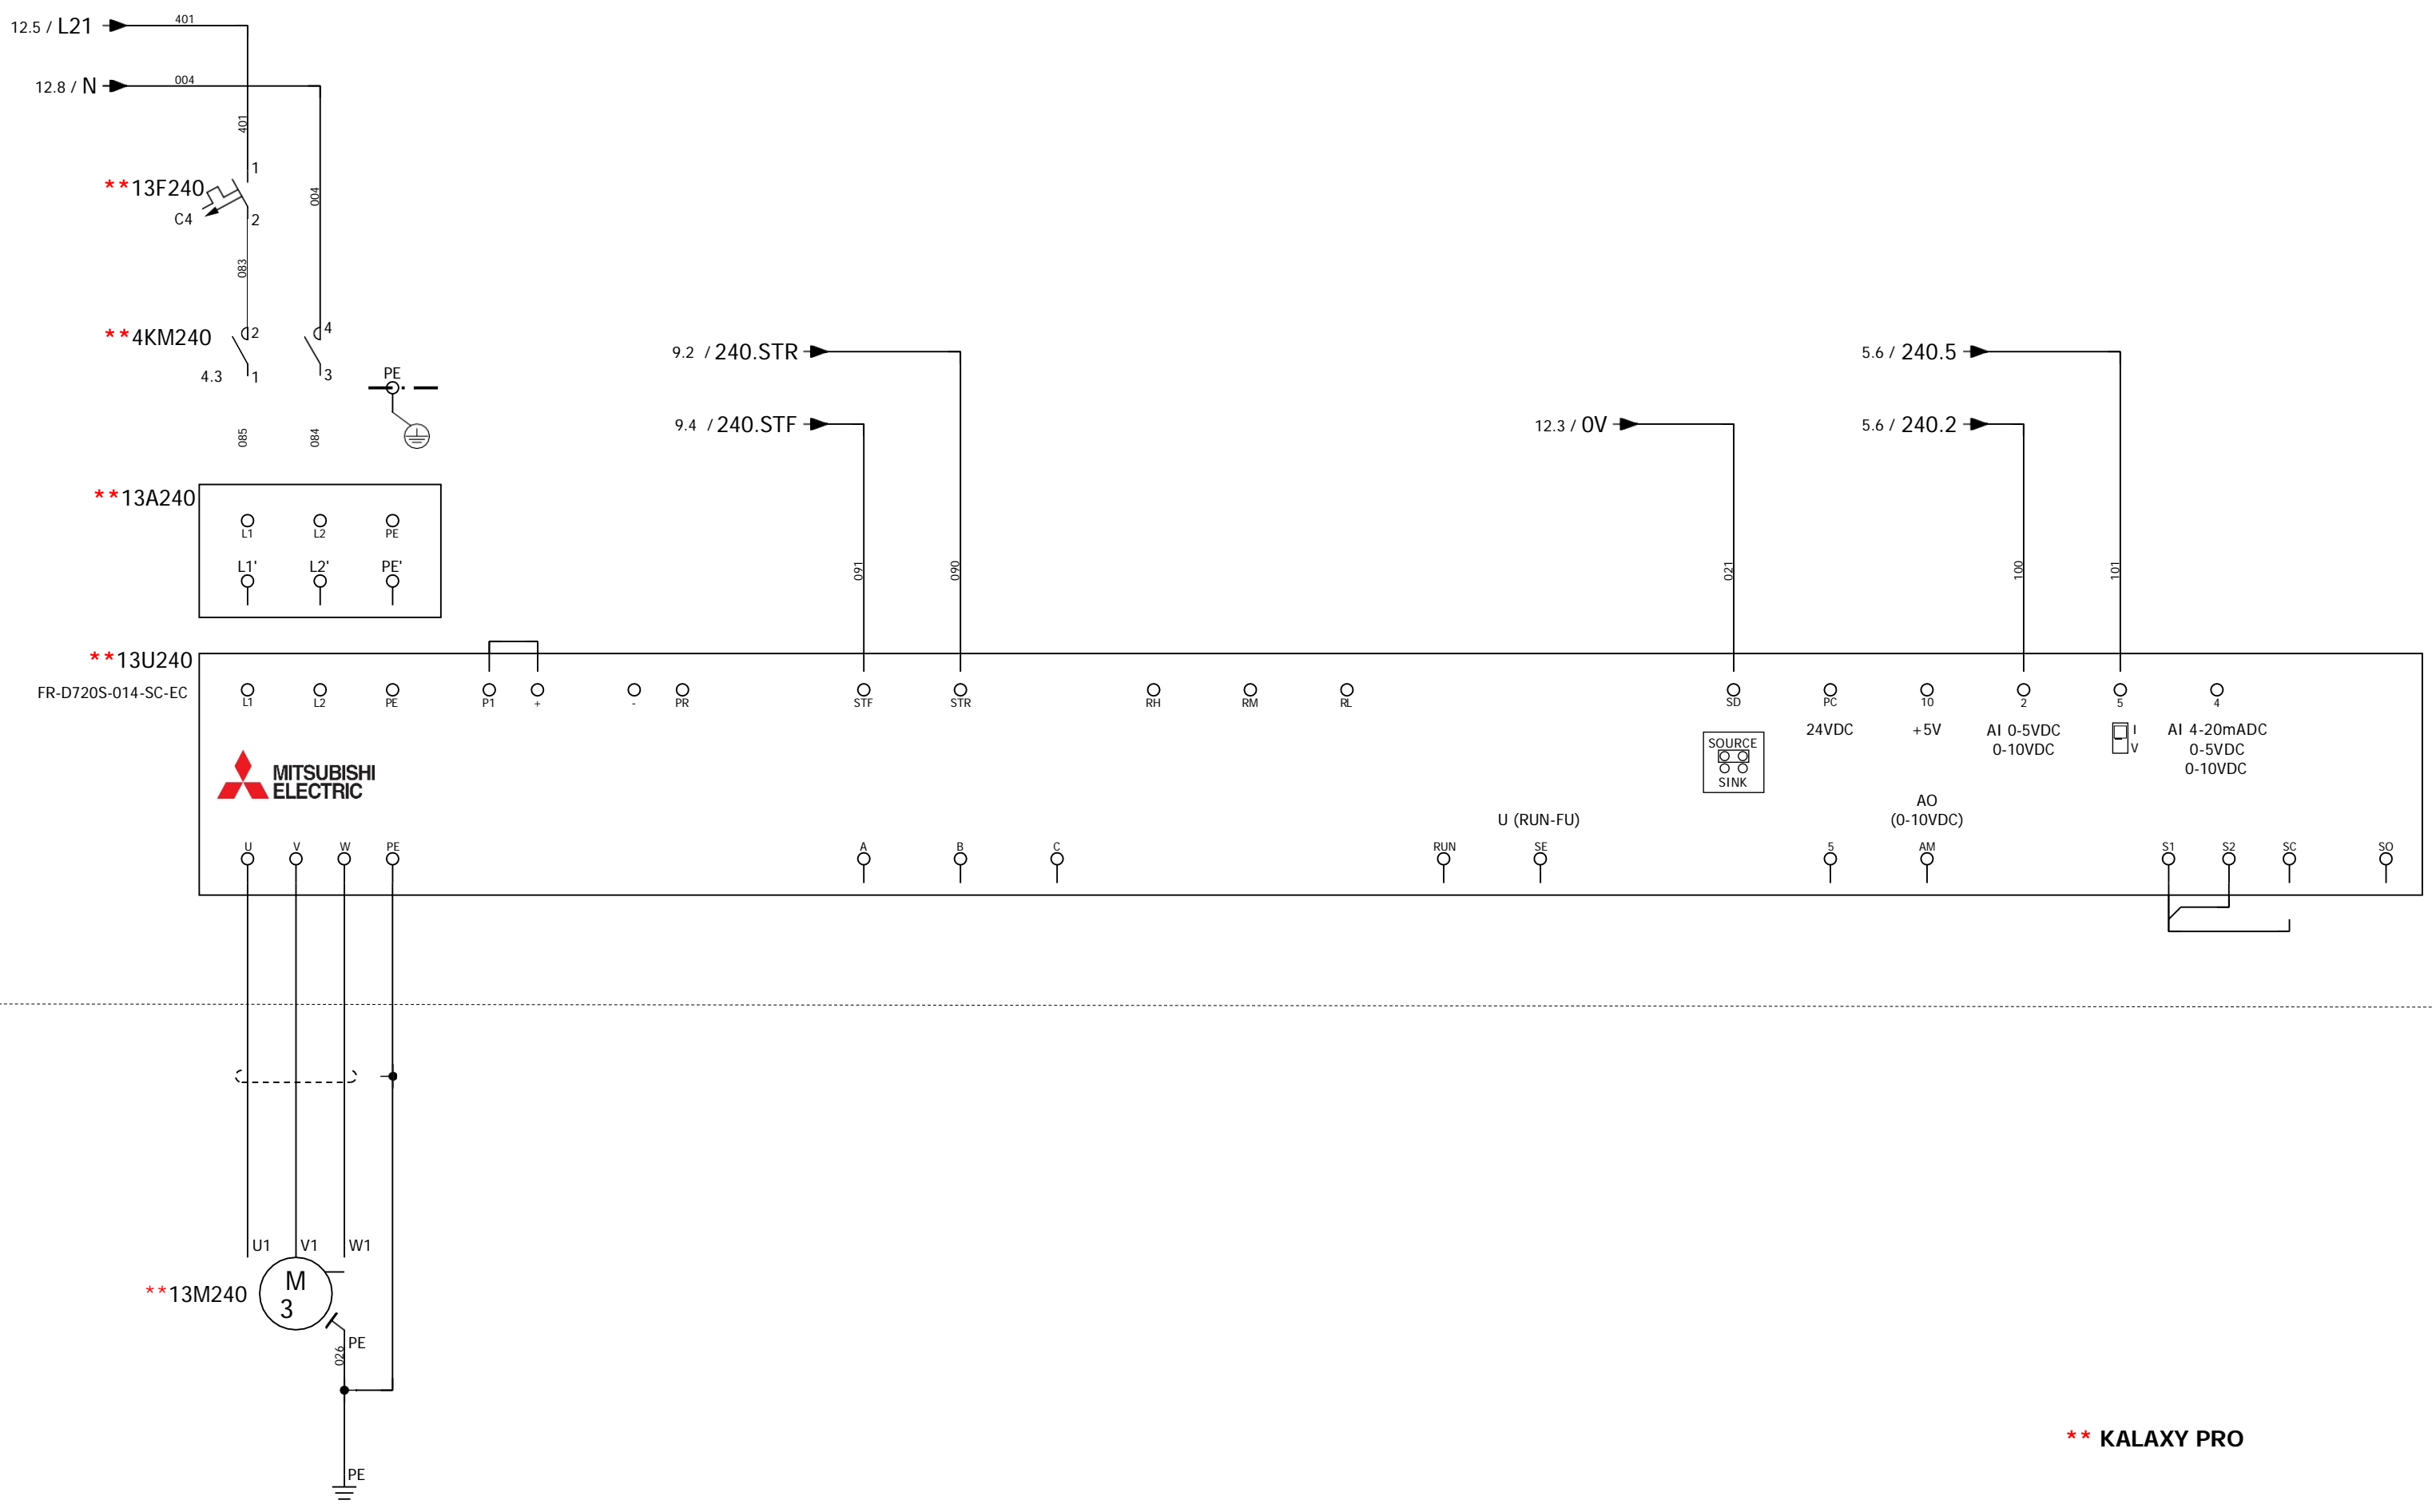 12.5 / L21
401
12.8 / N
004
401
004
1
**13F240
C4
2
083
**4KM240
2
4
4.3
1
3
PE
085
084
9.2 / 240.STR
9.4 / 240.STF
12.3 / 0V
5.6 / 240.5
5.6 / 240.2
**13A240
L1 L2 PE
L1' L2' PE'
091
090
021
100
101
**13U240
FR-D720S-014-SC-EC
L1 L2 PE P1 + - PR STF STR RH RM RL SD PC 10 2 5 4
24VDC
+5V
AI 0-5VDC
0-10VDC
I
V
AI 4-20mADC
0-5VDC
0-10VDC
SOURCE
SINK
MITSUBISHI
ELECTRIC
AO
(0-10VDC)
U (RUN-FU)
U V W PE A B C RUN SE 5 AM S1 S2 SC SO
U1 V1 W1
**13M240
M
3
PE
026
PE
** KALAXY PRO